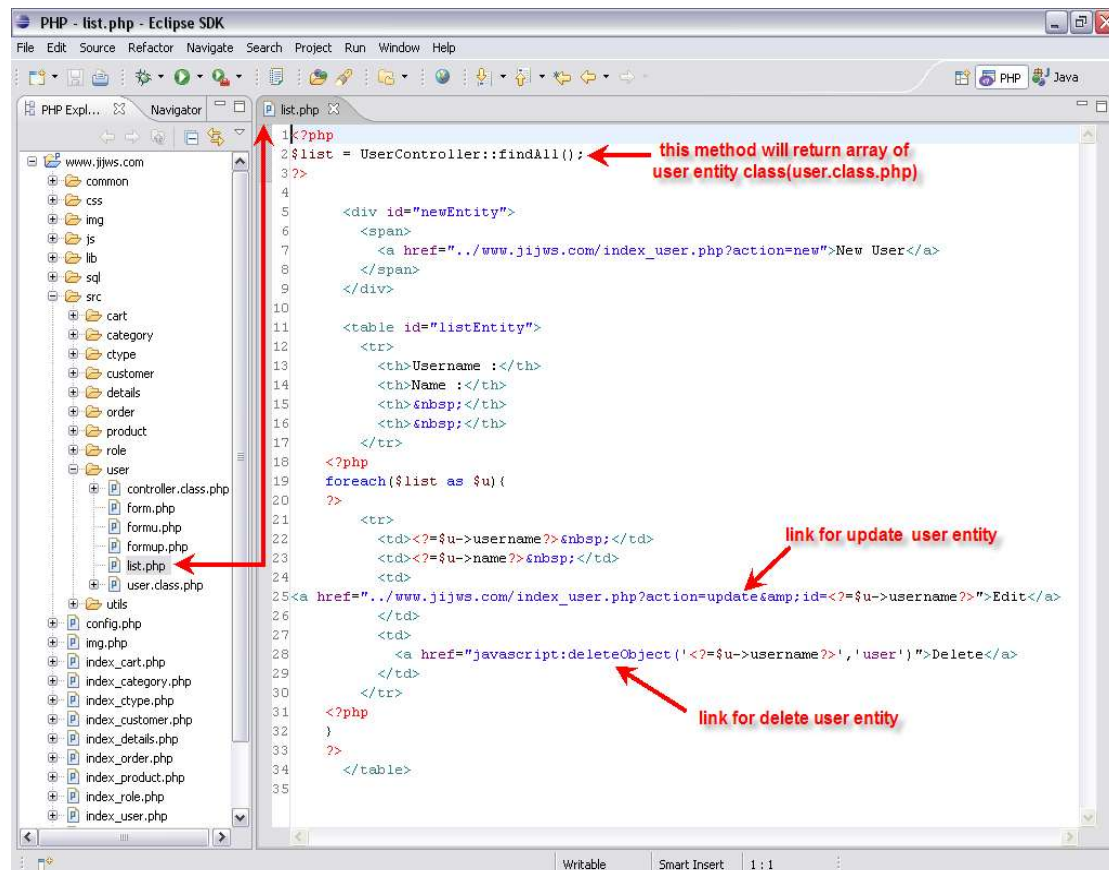 PHP - list.php - Eclipse SDK
File Edit Source Refactor Navigate Search Project Run Window Help
PHP Java
PHP Expl... Navigator
list.php
www.jijws.com
common
css
img
js
lib
sql
src
cart
category
ctype
customer
details
order
product
role
user
controller.class.php
form.php
formu.php
formup.php
list.php
user.class.php
utils
config.php
img.php
index_cart.php
index_category.php
index_ctype.php
index_customer.php
index_details.php
index_order.php
index_product.php
index_role.php
index_user.php
1 <?php
2 $list = UserController::findAll();
3 ?>
4
5 <div id="newEntity">
6 <span>
7 <a href="../www.jijws.com/index_user.php?action=new">New User</a>
8 </span>
9 </div>
10
11 <table id="listEntity">
12 <tr>
13 <th>Username :</th>
14 <th>Name :</th>
15 <th>&nbsp;</th>
16 <th>&nbsp;</th>
17 </tr>
18 <?php
19 foreach($list as $u){
20 ?>
21 <tr>
22 <td><?=$u->username?>&nbsp;</td>
23 <td><?=$u->name?>&nbsp;</td>
24 <td>
25 <a href="../www.jijws.com/index_user.php?action=update&amp;id=<?=$u->username?>">Edit</a>
26 </td>
27 <td>
28 <a href="javascript:deleteObject('<?=$u->username?>','user')">Delete</a>
29 </td>
30 </tr>
31 <?php
32 }
33 ?>
34 </table>
35
this method will return array of
user entity class(user.class.php)
link for update user entity
link for delete user entity
Writable Smart Insert 1 : 1